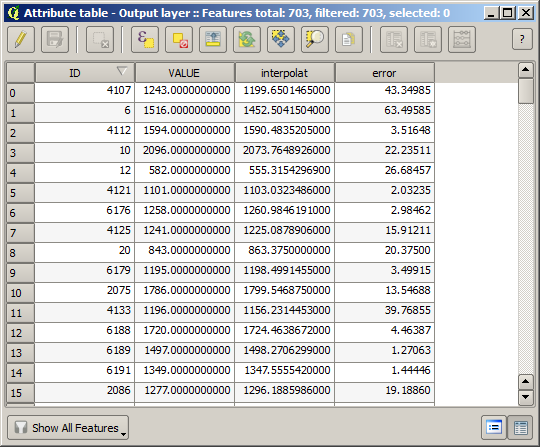 Attribute table - Output layer :: Features total: 703, filtered: 703, selected: 0
?
ID VALUE interpolat error
0 4107 1243.0000000000 1199.6501465000 43.34985
1 6 1516.0000000000 1452.5041504000 63.49585
2 4112 1594.0000000000 1590.4835205000 3.51648
3 10 2096.0000000000 2073.7648926000 22.23511
4 12 582.0000000000 555.3154296900 26.68457
5 4121 1101.0000000000 1103.0323486000 2.03235
6 6176 1258.0000000000 1260.9846191000 2.98462
7 4125 1241.0000000000 1225.0878906000 15.91211
8 20 843.0000000000 863.3750000000 20.37500
9 6179 1195.0000000000 1198.4991455000 3.49915
10 2075 1786.0000000000 1799.5468750000 13.54688
11 4133 1196.0000000000 1156.2314453000 39.76855
12 6188 1720.0000000000 1724.4638672000 4.46387
13 6189 1497.0000000000 1498.2706299000 1.27063
14 6191 1349.0000000000 1347.5555420000 1.44446
15 2086 1277.0000000000 1296.1885986000 19.18860
Show All Features